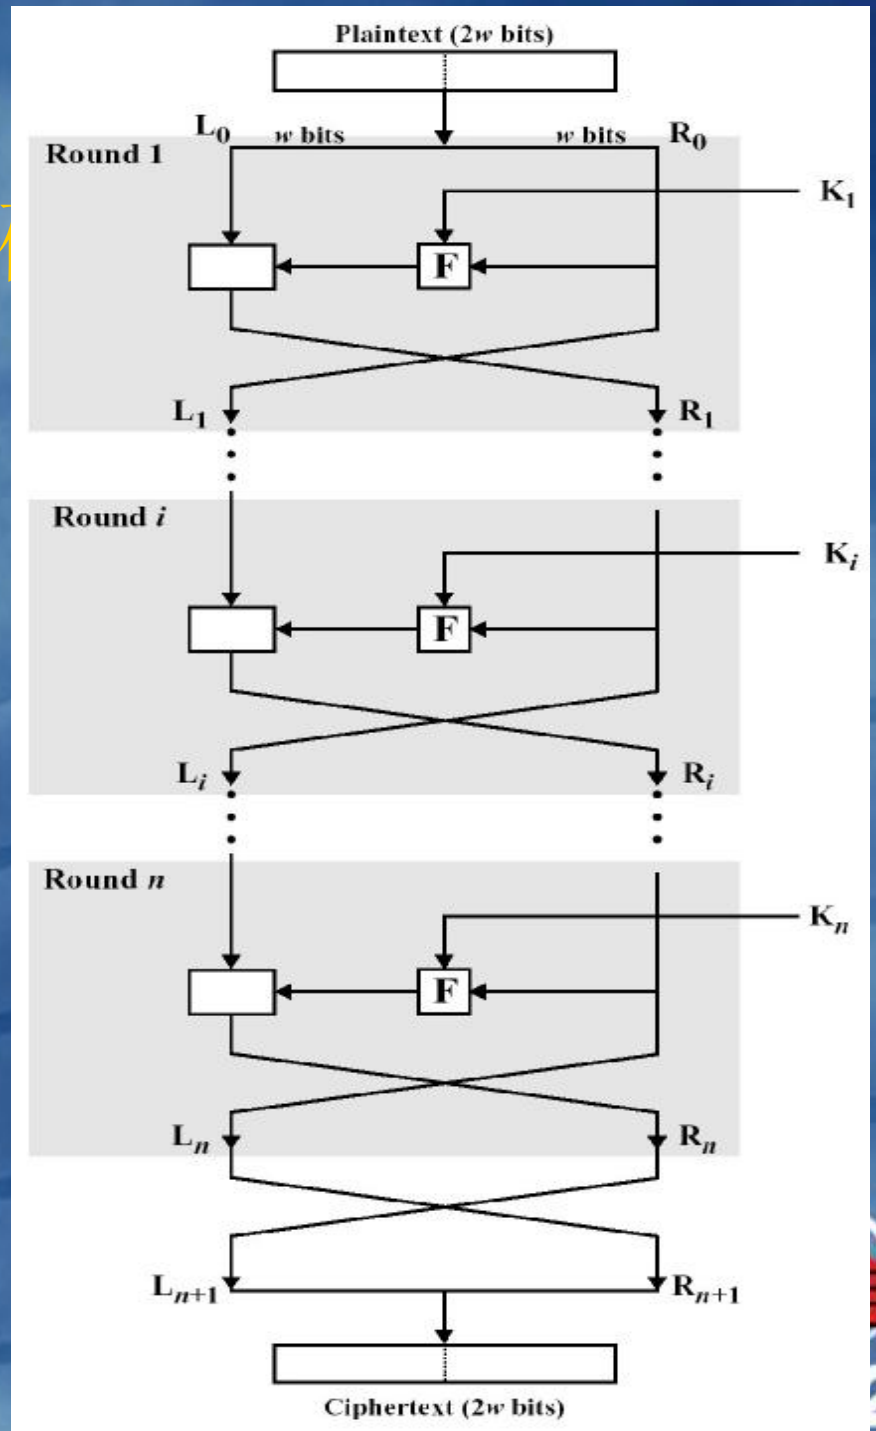 Plaintext (2w bits)
L₀ w bits w bits R₀
Round 1
K₁
F
L₁ R₁
Round i
Kᵢ
F
Lᵢ Rᵢ
Round n
Kₙ
F
Lₙ Rₙ
Lₙ₊₁ Rₙ₊₁
Ciphertext (2w bits)